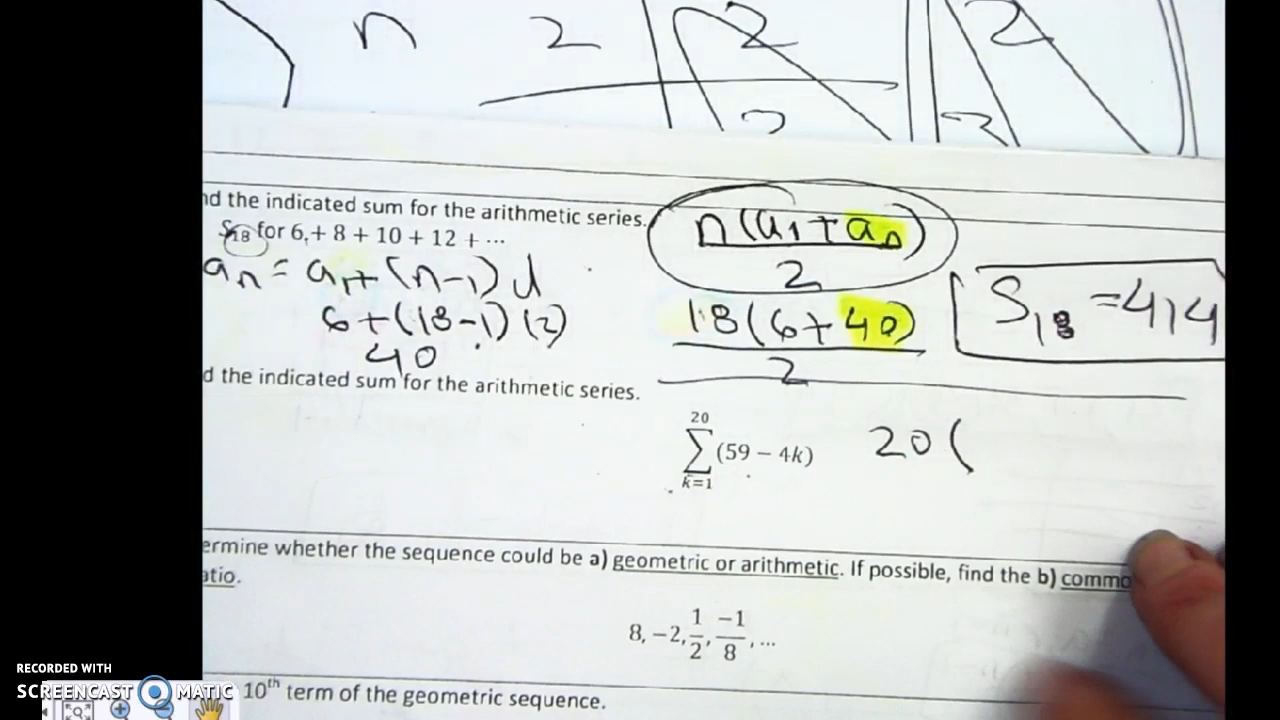 n 2 2 2
2 2
nd the indicated sum for the arithmetic series.
S18 for 6 + 8 + 10 + 12 + ...
n(a1 + an)
2
an = a1 + (n-1) d
6 + (18-1)(2)
40
18(6+40)
2
S18 = 414
d the indicated sum for the arithmetic series.
20
∑ (59 − 4k)
k=1
20 (
ermine whether the sequence could be a) geometric or arithmetic. If possible, find the b) commo
atio.
8, −2, 1/2, −1/8, ...
10th term of the geometric sequence.
RECORDED WITH
SCREENCAST MATIC